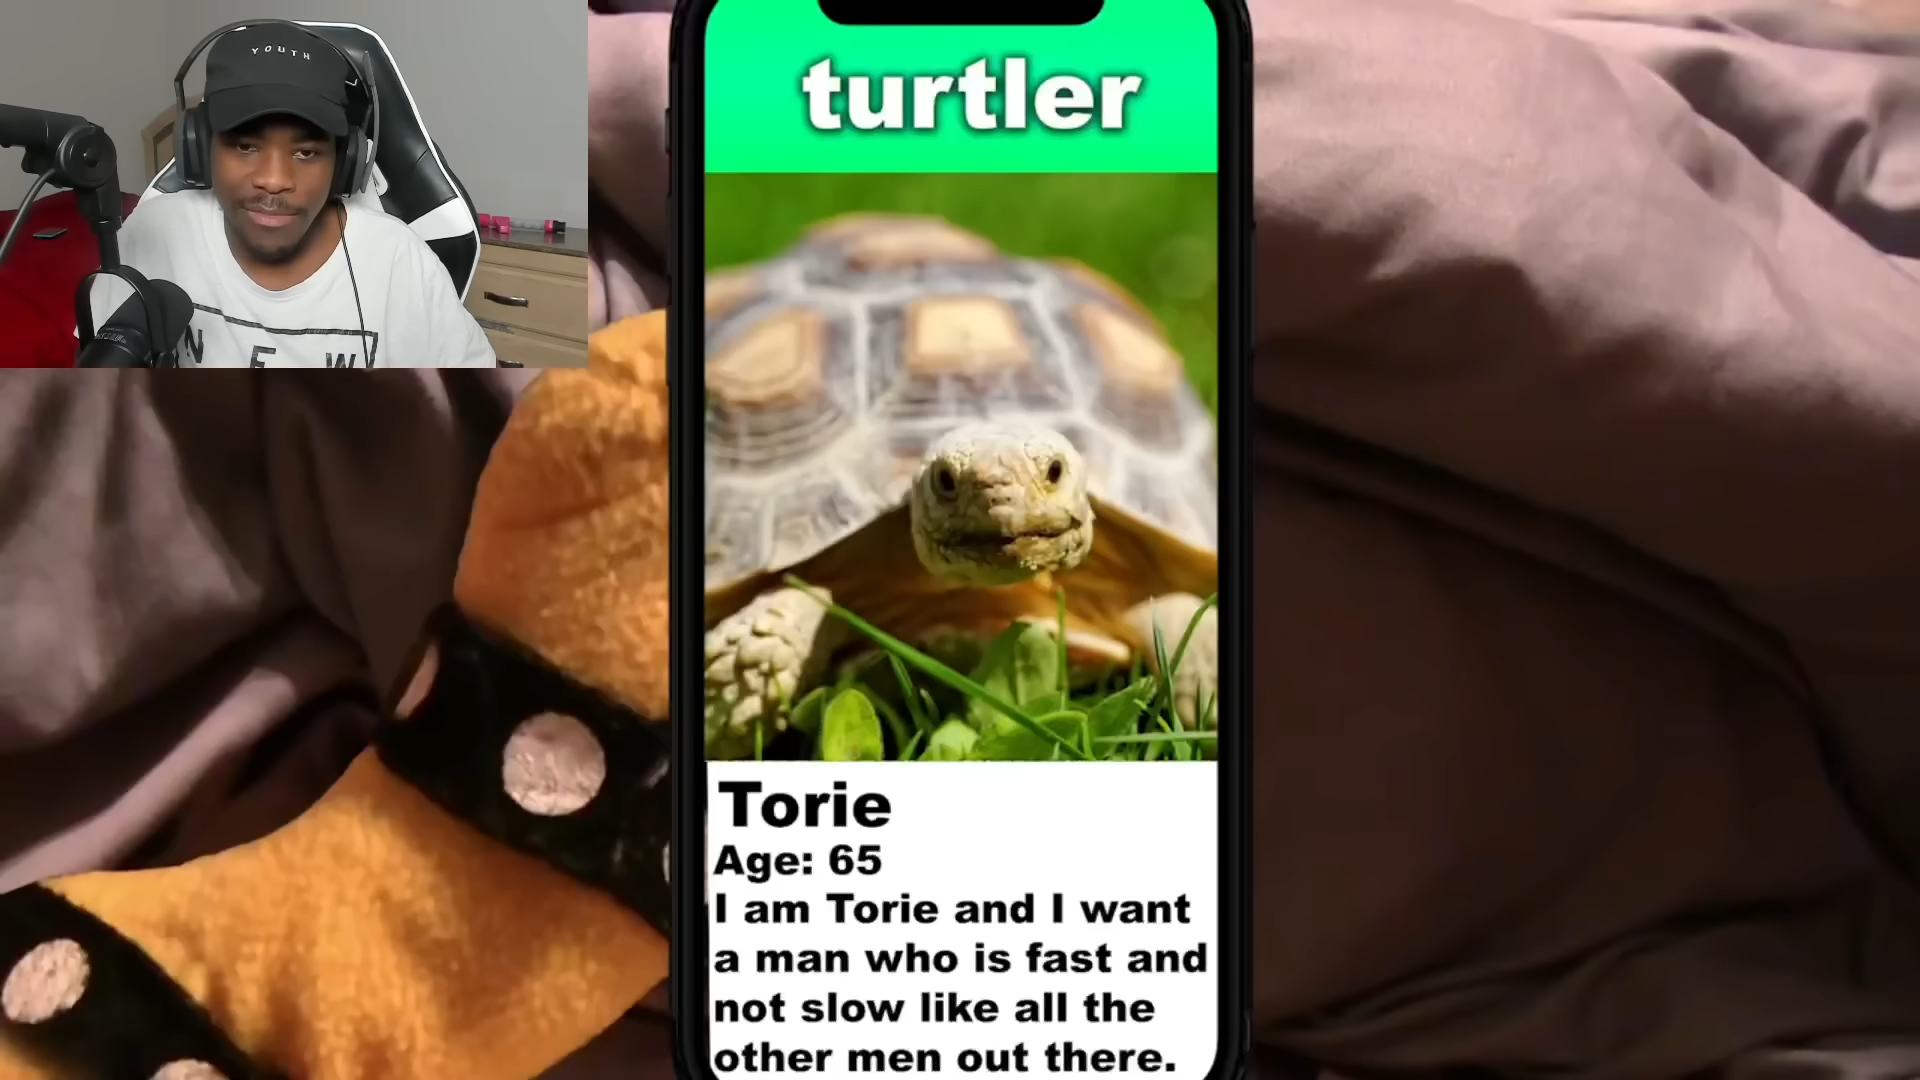 YOUTH
N E W
turtler
Torie
Age: 65
I am Torie and I want
a man who is fast and
not slow like all the
other men out there.